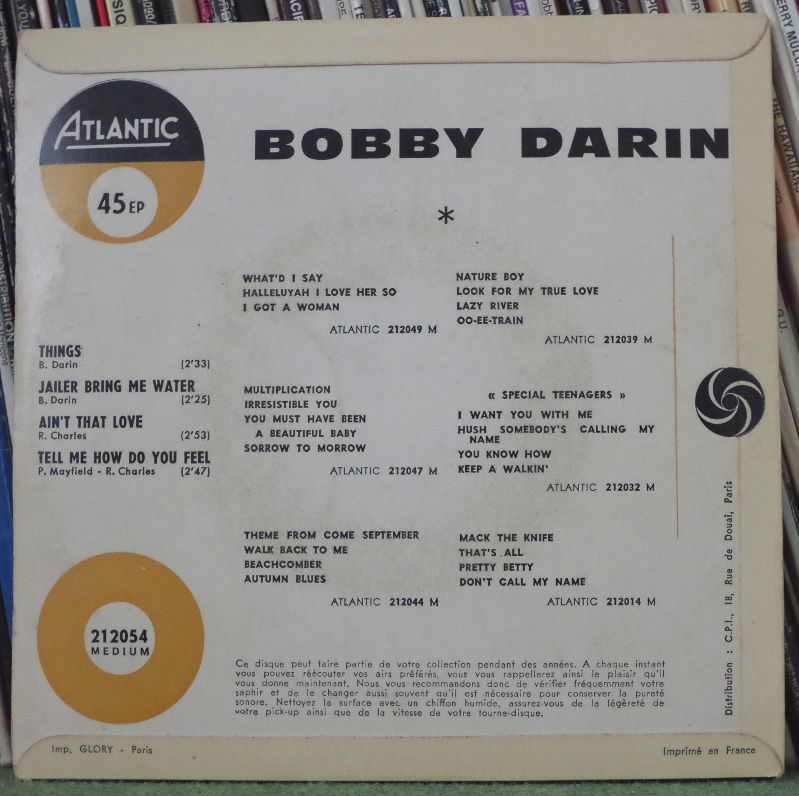 ATLANTIC
45 EP
BOBBY DARIN
*
THINGS
B. Darin (2'33)
JAILER BRING ME WATER
B. Darin (2'25)
AIN'T THAT LOVE
R. Charles (2'53)
TELL ME HOW DO YOU FEEL
P. Mayfield - R. Charles (2'47)
WHAT'D I SAY
HALLELUYAH I LOVE HER SO
I GOT A WOMAN
ATLANTIC 212049 M
NATURE BOY
LOOK FOR MY TRUE LOVE
LAZY RIVER
OO-EE-TRAIN
ATLANTIC 212039 M
MULTIPLICATION
IRRESISTIBLE YOU
YOU MUST HAVE BEEN
A BEAUTIFUL BABY
SORROW TO MORROW
ATLANTIC 212047 M
« SPECIAL TEENAGERS »
I WANT YOU WITH ME
HUSH SOMEBODY'S CALLING MY
NAME
YOU KNOW HOW
KEEP A WALKIN'
ATLANTIC 212032 M
THEME FROM COME SEPTEMBER
WALK BACK TO ME
BEACHCOMBER
AUTUMN BLUES
ATLANTIC 212044 M
MACK THE KNIFE
THAT'S ALL
PRETTY BETTY
DON'T CALL MY NAME
ATLANTIC 212014 M
212054
MEDIUM
Ce disque peut faire partie de votre collection pendant des années. A chaque instant
vous pouvez réécouter vos airs préférés, vous vous rappellerez ainsi le plaisir qu'il
vous donne maintenant. Nous vous recommandons donc de vérifier fréquemment votre
saphir et de le changer aussi souvent qu'il est nécessaire pour conserver la pureté
sonore. Nettoyez la surface avec un chiffon humide, assurez-vous de la légèreté de
votre pick-up ainsi que de la vitesse de votre tourne-disque.
Distribution : C.P.I., 18, Rue de Douai, Paris
Imp. GLORY - Paris
Imprimé en France
THE HAWAIIANS